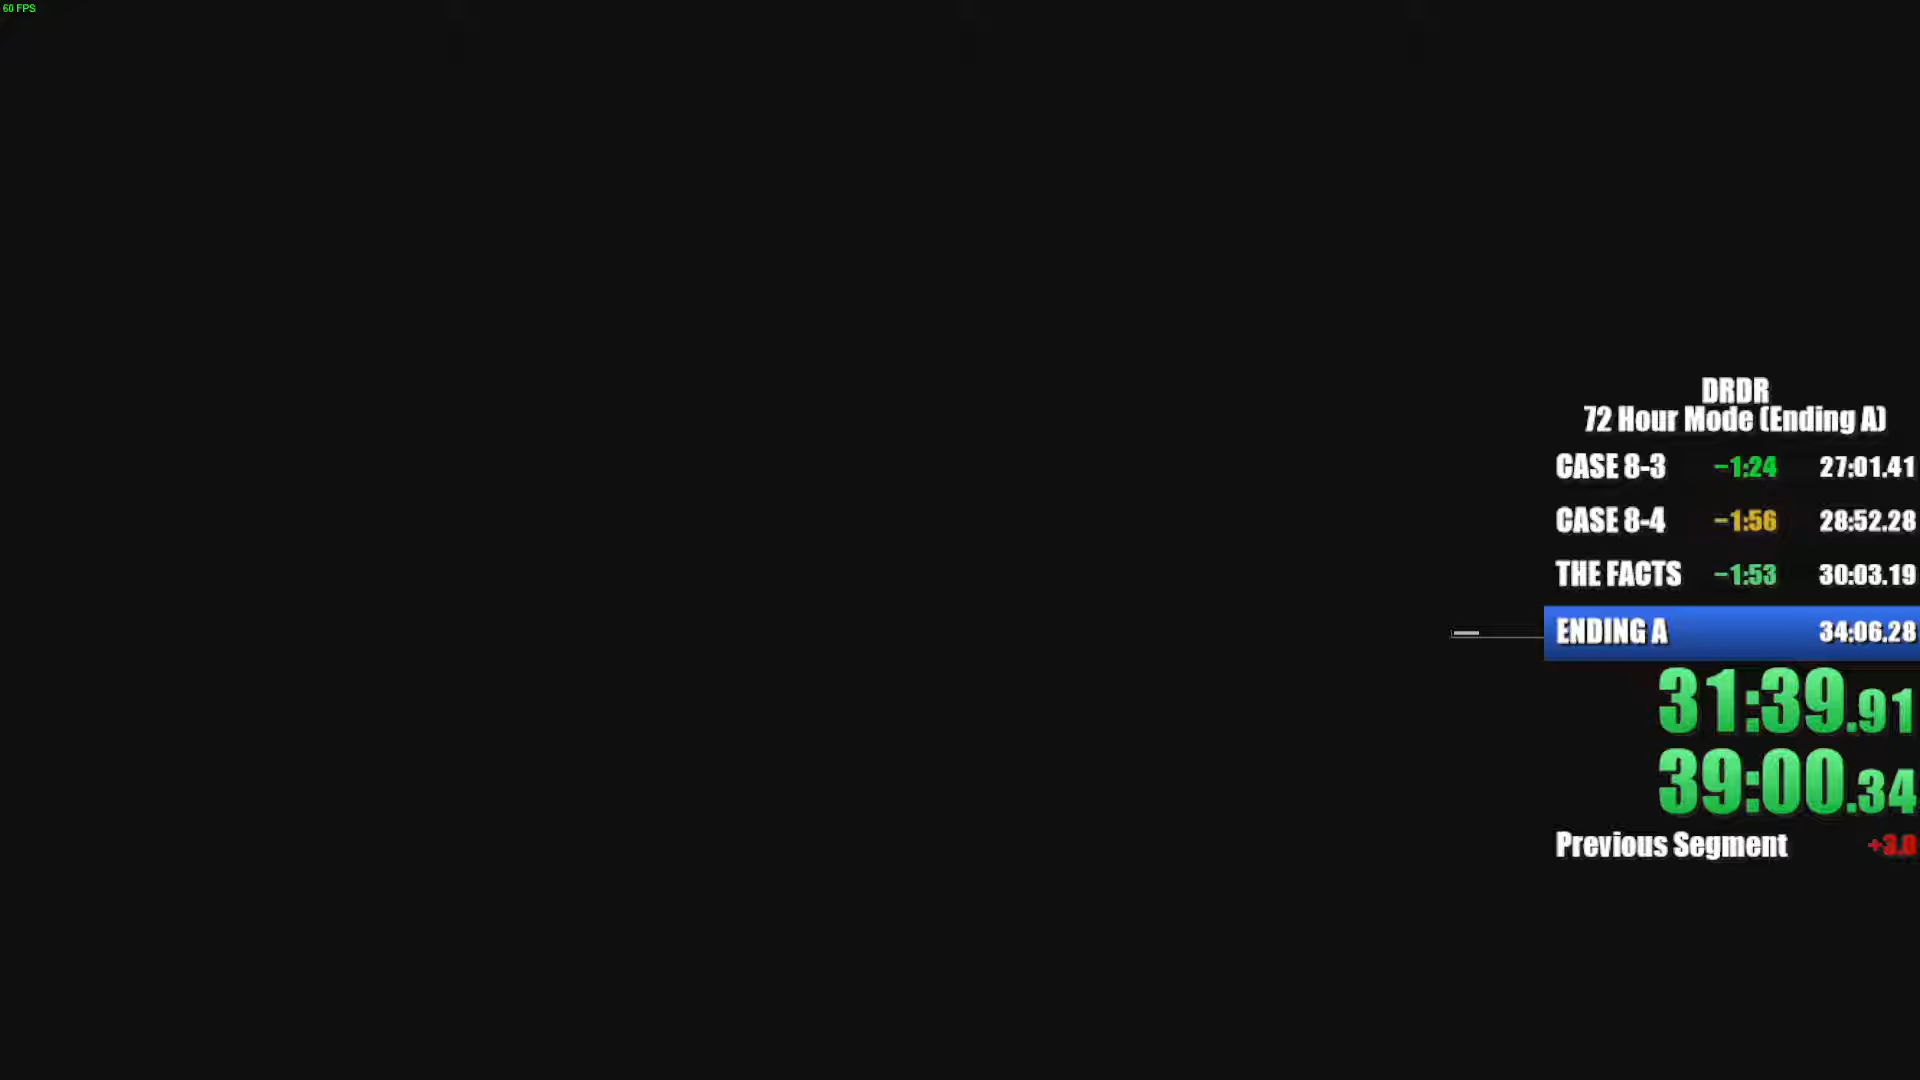 60 FPS
DRDR
72 Hour Mode (Ending A)
CASE 8-3 −1:24 27:01.41
CASE 8-4 −1:56 28:52.28
THE FACTS −1:53 30:03.19
ENDING A 34:06.28
31:39.91
39:00.34
Previous Segment +3.0